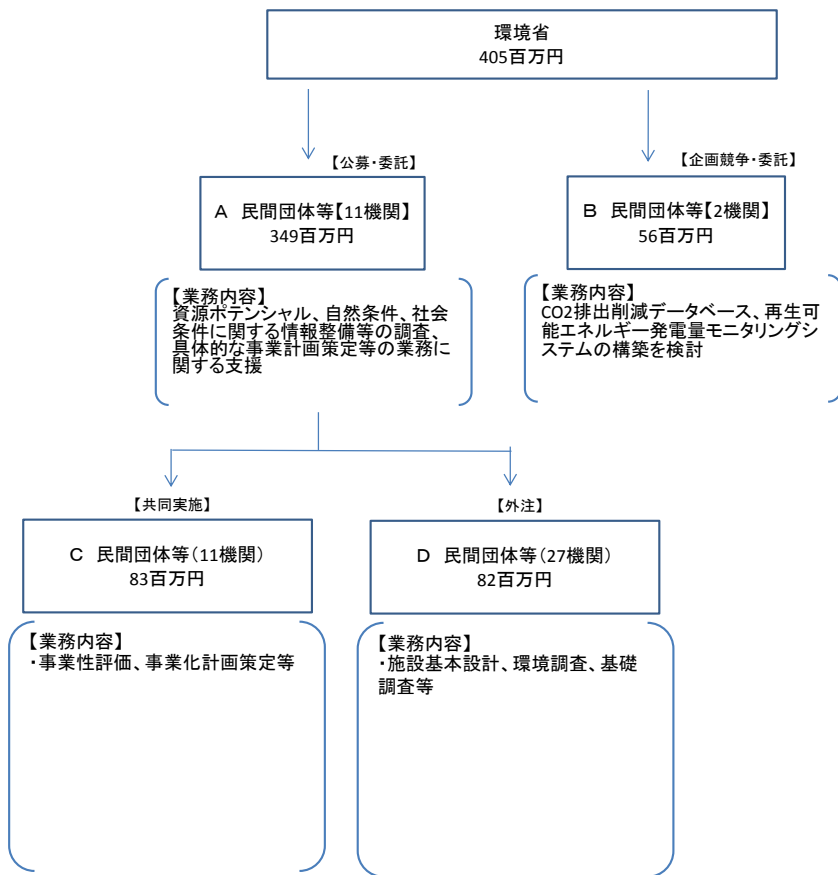 環境省
405百万円
【公募・委託】
【企画競争・委託】
A 民間団体等【11機関】
349百万円
B 民間団体等【2機関】
56百万円
【業務内容】
資源ポテンシャル、自然条件、社会
条件に関する情報整備等の調査、
具体的な事業計画策定等の業務に
関する支援
【業務内容】
CO2排出削減データベース、再生可
能エネルギー発電量モニタリングシ
ステムの構築を検討
【共同実施】
【外注】
C 民間団体等(11機関)
83百万円
D 民間団体等(27機関)
82百万円
【業務内容】
・事業性評価、事業化計画策定等
【業務内容】
・施設基本設計、環境調査、基礎
調査等